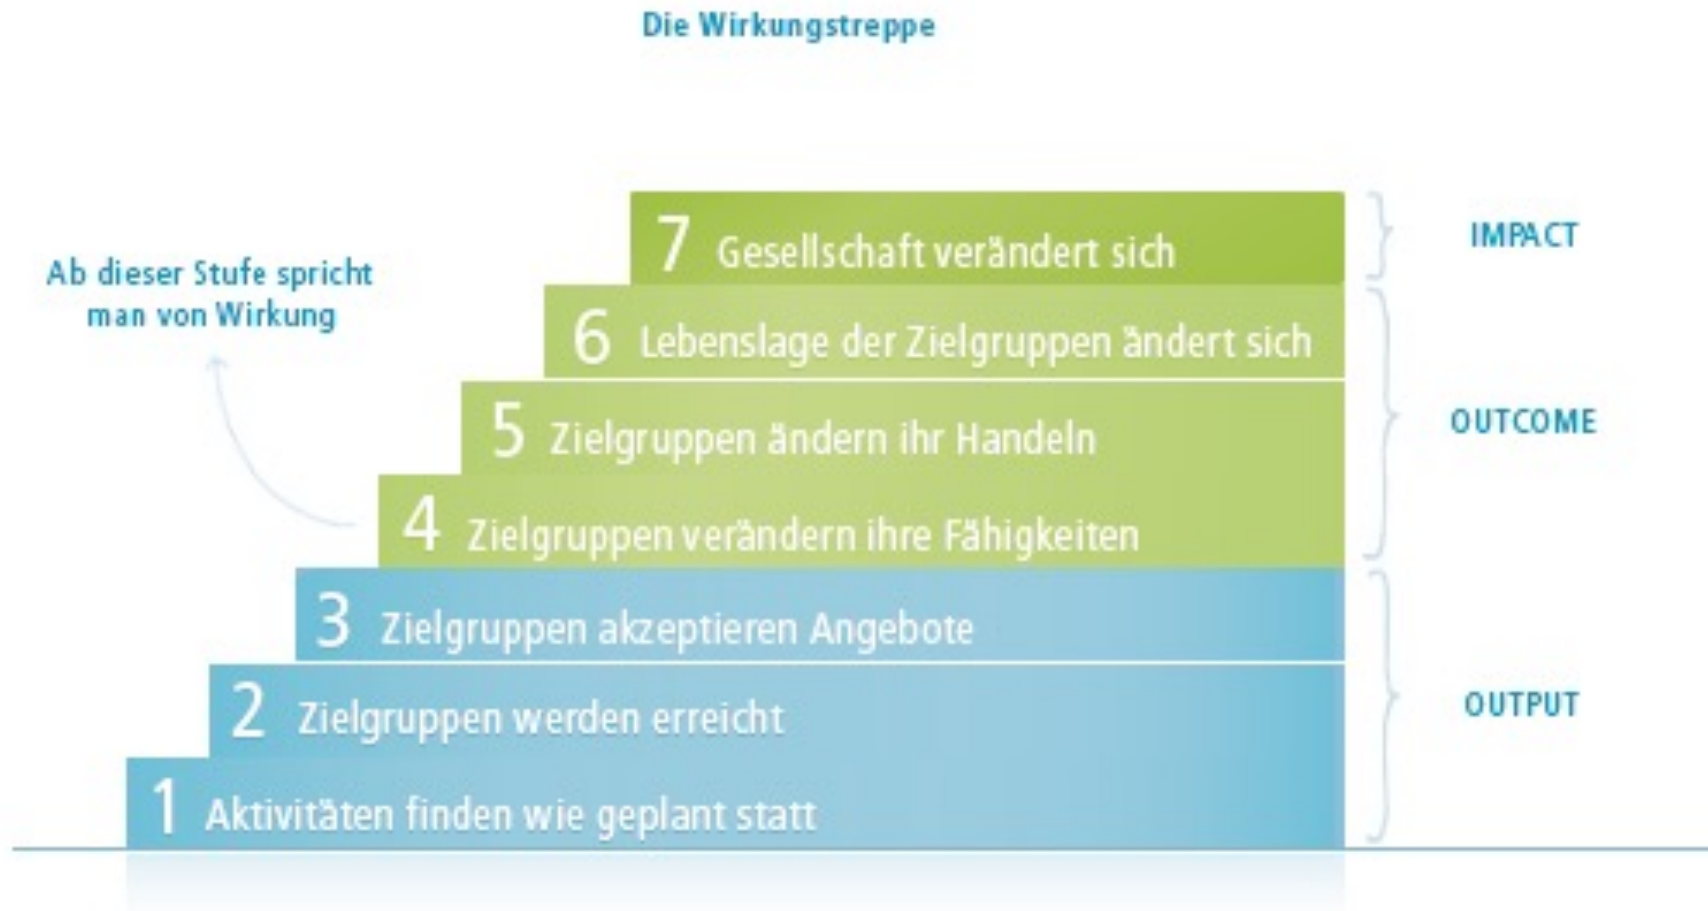 Die Wirkungstreppe
7 Gesellschaft verändert sich
IMPACT
Ab dieser Stufe spricht
man von Wirkung
6 Lebenslage der Zielgruppen ändert sich
5 Zielgruppen ändern ihr Handeln
OUTCOME
4 Zielgruppen verändern ihre Fähigkeiten
3 Zielgruppen akzeptieren Angebote
2 Zielgruppen werden erreicht
OUTPUT
1 Aktivitäten finden wie geplant statt